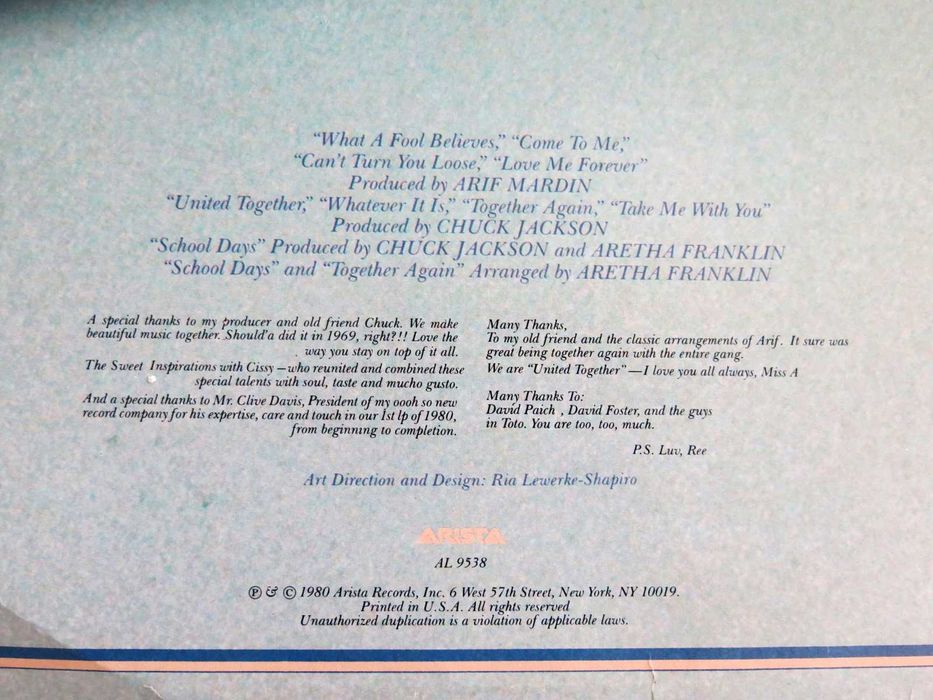 “What A Fool Believes,” “Come To Me,”
“Can’t Turn You Loose,” “Love Me Forever”
Produced by ARIF MARDIN
“United Together,” “Whatever It Is,” “Together Again,” “Take Me With You”
Produced by CHUCK JACKSON
“School Days” Produced by CHUCK JACKSON and ARETHA FRANKLIN
“School Days” and “Together Again” Arranged by ARETHA FRANKLIN
A special thanks to my producer and old friend Chuck. We make
beautiful music together. Should’a did it in 1969, right?!! Love the
way you stay on top of it all.
The Sweet Inspirations with Cissy – who reunited and combined these
special talents with soul, taste and mucho gusto.
And a special thanks to Mr. Clive Davis, President of my oooh so new
record company for his expertise, care and touch in our 1st lp of 1980,
from beginning to completion.
Many Thanks,
To my old friend and the classic arrangements of Arif. It sure was
great being together again with the entire gang.
We are “United Together” — I love you all always, Miss A
Many Thanks To:
David Paich , David Foster, and the guys
in Toto. You are too, too, much.
P.S. Luv, Ree
Art Direction and Design: Ria Lewerke-Shapiro
ARISTA
AL 9538
Ⓟ & © 1980 Arista Records, Inc. 6 West 57th Street, New York, NY 10019.
Printed in U.S.A. All rights reserved
Unauthorized duplication is a violation of applicable laws.